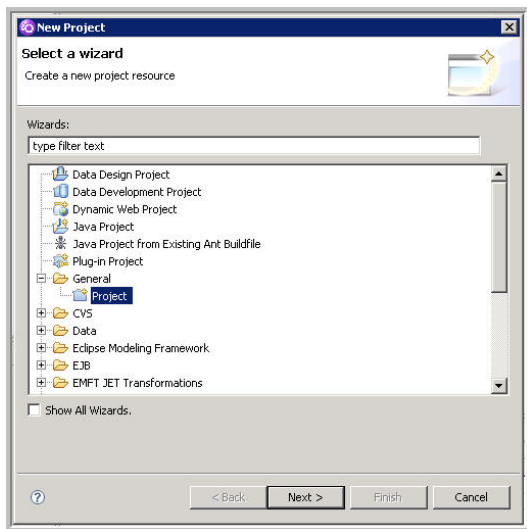 New Project
Select a wizard
Create a new project resource
Wizards:
type filter text
Data Design Project
Data Development Project
Dynamic Web Project
Java Project
Java Project from Existing Ant Buildfile
Plug-in Project
General
Project
CVS
Data
Eclipse Modeling Framework
EJB
EMFT JET Transformations
Show All Wizards.
< Back Next > Finish Cancel